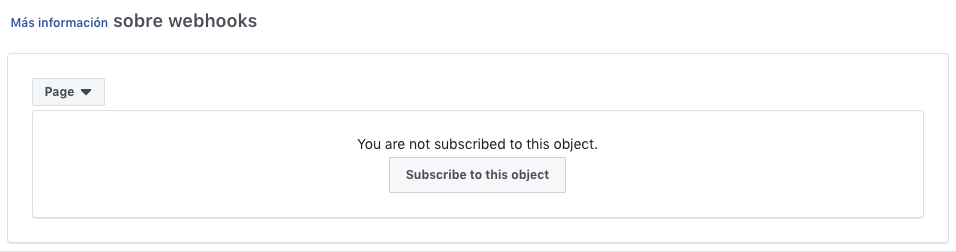 Más información sobre webhooks
Page
You are not subscribed to this object.
Subscribe to this object